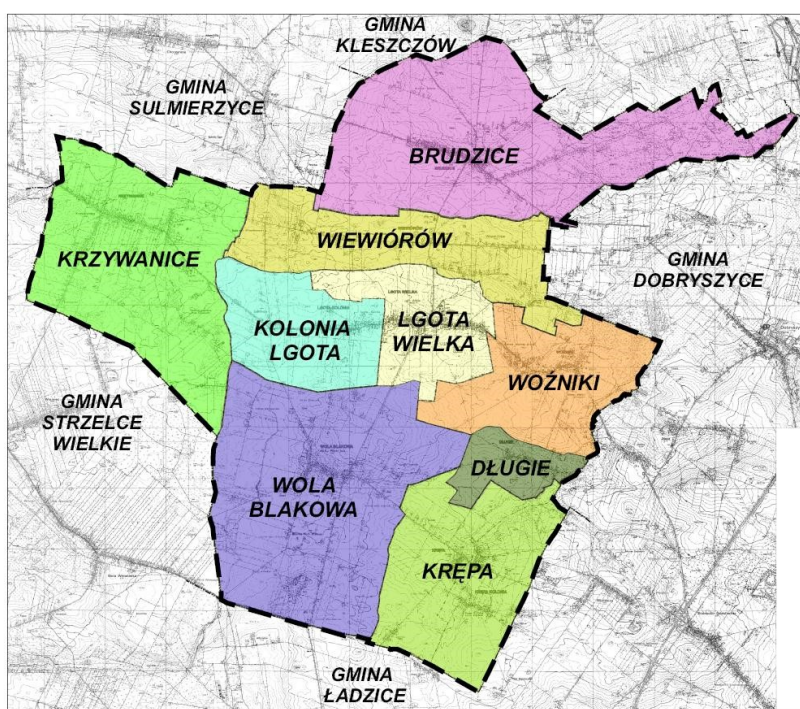 GMINA
KLESZCZÓW
GMINA
SULMIERZYCE
BRUDZICE
WIEWIÓRÓW
KRZYWANICE
GMINA
DOBRYSZYCE
KOLONIA
LGOTA
LGOTA
WIELKA
WOŹNIKI
GMINA
STRZELCE
WIELKIE
DŁUGIE
WOLA
BLAKOWA
KRĘPA
GMINA
ŁADZICE